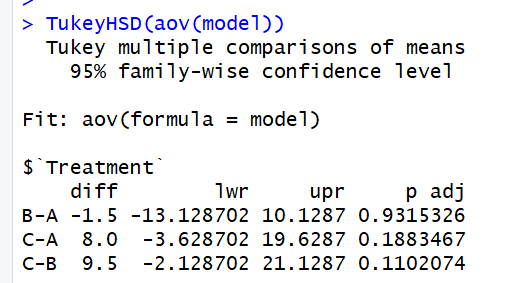 > TukeyHSD(aov(model))
  Tukey multiple comparisons of means
    95% family-wise confidence level

Fit: aov(formula = model)

$`Treatment`
    diff        lwr     upr     p adj
B-A -1.5 -13.128702 10.1287 0.9315326
C-A  8.0  -3.628702 19.6287 0.1883467
C-B  9.5  -2.128702 21.1287 0.1102074